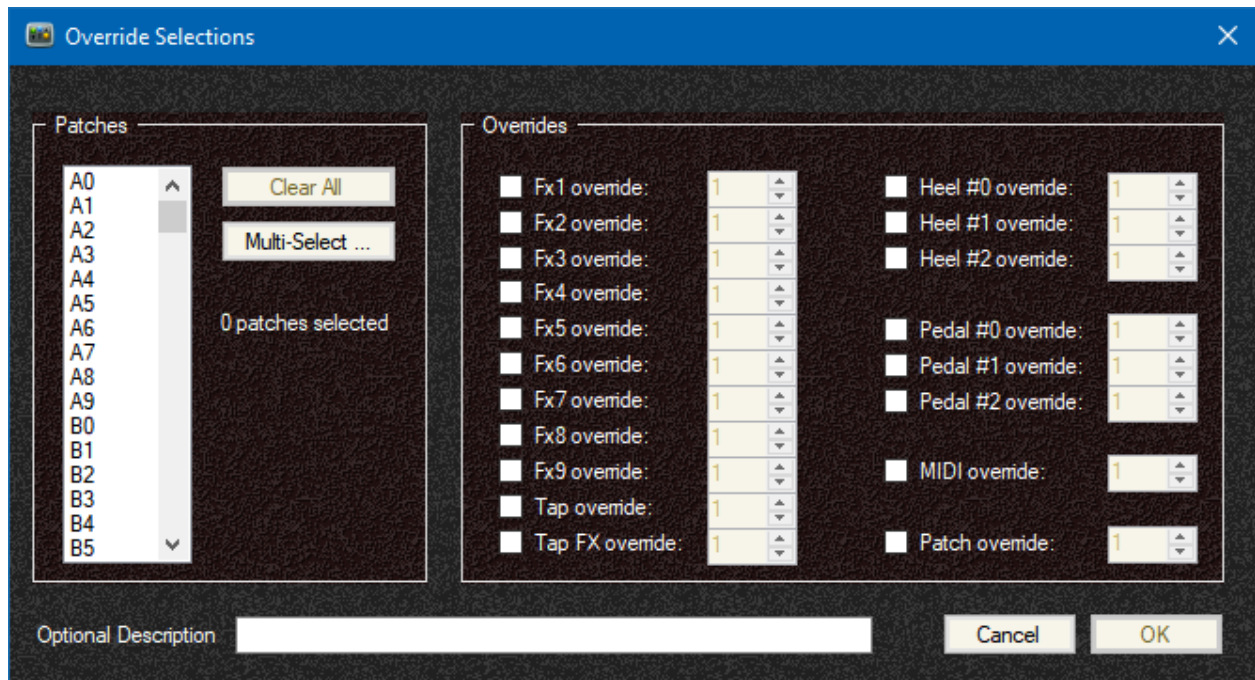 Override Selections
Patches
A0
A1
A2
A3
A4
A5
A6
A7
A8
A9
B0
B1
B2
B3
B4
B5
Clear All
Multi-Select ...
0 patches selected
Overrides
Fx1 override: 1
Fx2 override: 1
Fx3 override: 1
Fx4 override: 1
Fx5 override: 1
Fx6 override: 1
Fx7 override: 1
Fx8 override: 1
Fx9 override: 1
Tap override: 1
Tap FX override: 1
Heel #0 override: 1
Heel #1 override: 1
Heel #2 override: 1
Pedal #0 override: 1
Pedal #1 override: 1
Pedal #2 override: 1
MIDI override: 1
Patch override: 1
Optional Description
Cancel
OK